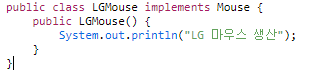 public class LGMouse implements Mouse {
    public LGMouse() {
        System.out.println("LG 마우스 생산");
    }
}